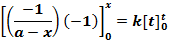 [(-1/(a-x))(-1)]₀ˣ = k[t]₀ᵗ